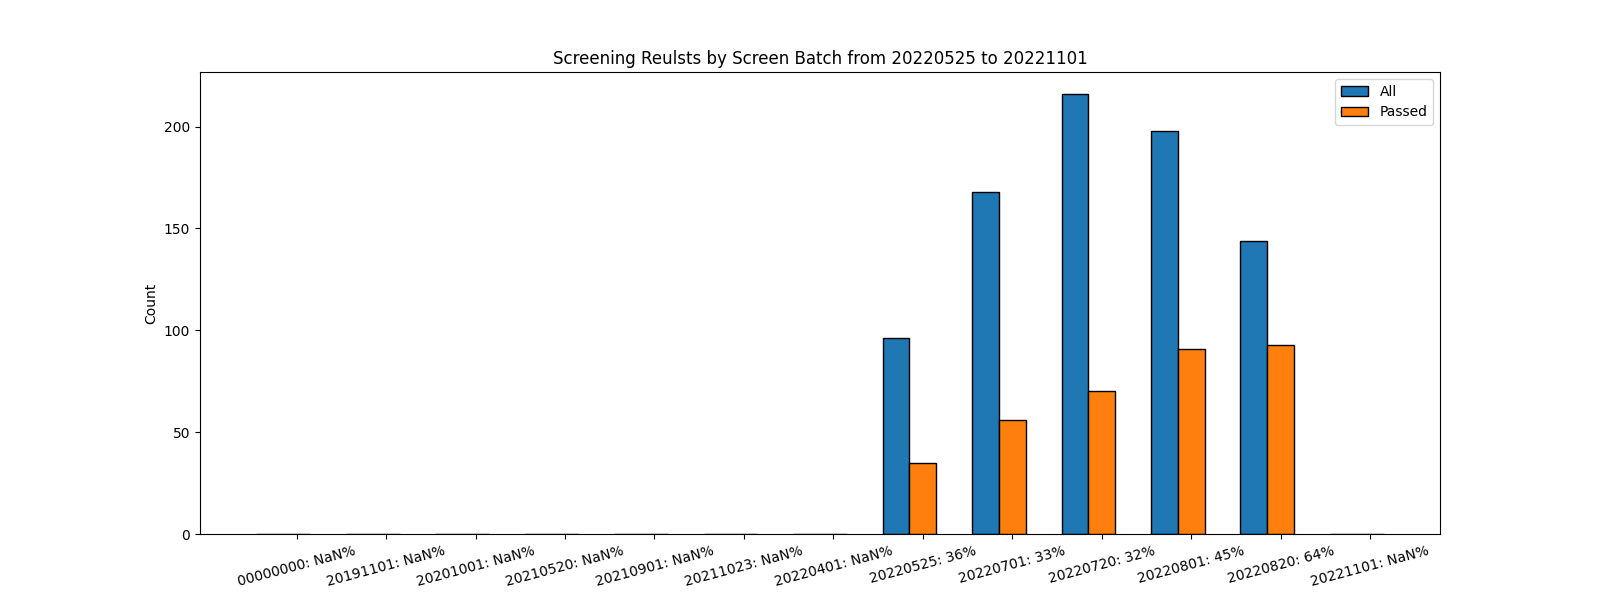 Screening Reulsts by Screen Batch from 20220525 to 20221101
All
Passed
Count
200
150
100
50
0
00000000: NaN%
20191101: NaN%
20201001: NaN%
20210520: NaN%
20210901: NaN%
20211023: NaN%
20220401: NaN%
20220525: 36%
20220701: 33%
20220720: 32%
20220801: 45%
20220820: 64%
20221101: NaN%